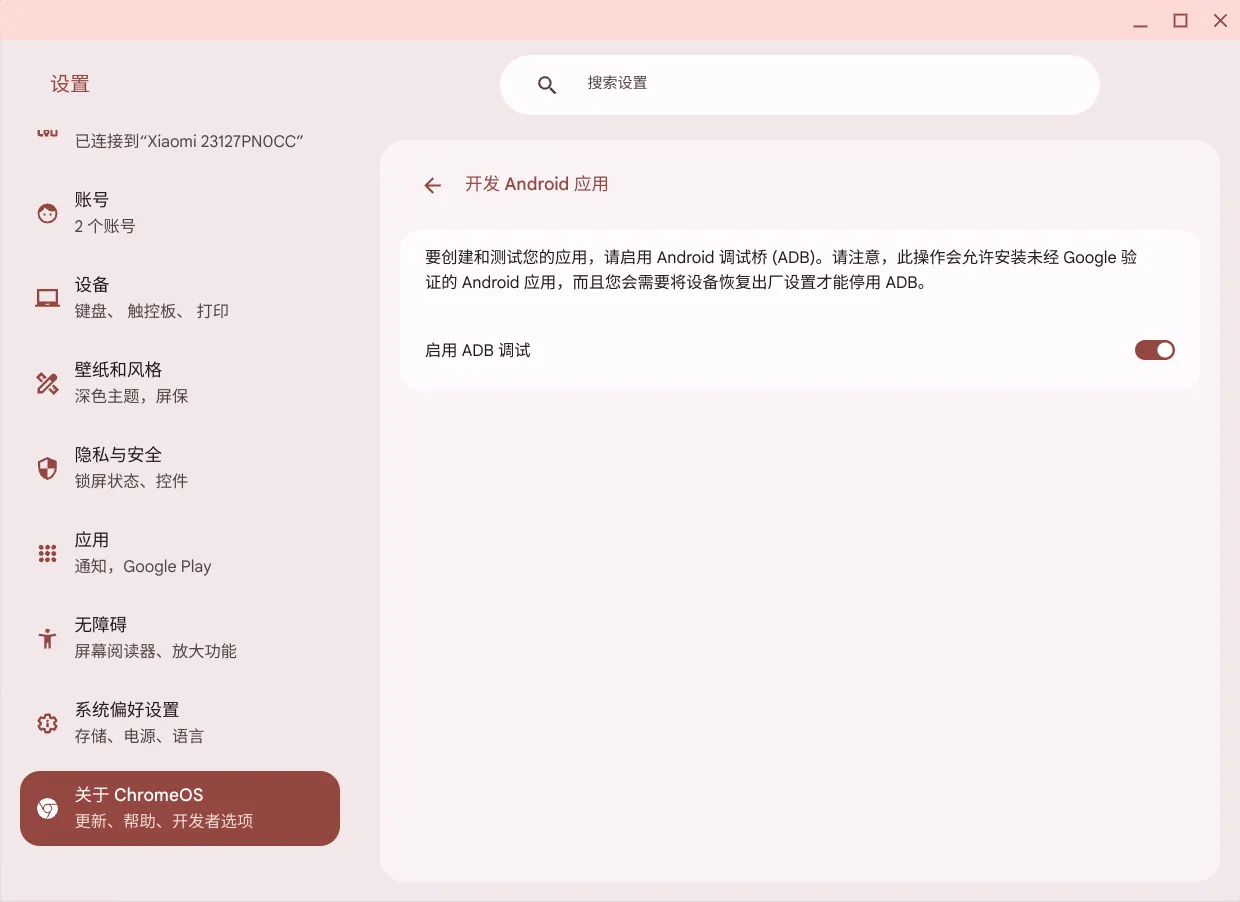 设置
搜索设置
已连接到“Xiaomi 23127PN0CC”
账号
2 个账号
设备
键盘、 触控板、 打印
壁纸和风格
深色主题，屏保
隐私与安全
锁屏状态、控件
应用
通知，Google Play
无障碍
屏幕阅读器、放大功能
系统偏好设置
存储、电源、语言
关于 ChromeOS
更新、帮助、开发者选项
开发 Android 应用
要创建和测试您的应用，请启用 Android 调试桥 (ADB)。请注意，此操作会允许安装未经 Google 验
证的 Android 应用，而且您会需要将设备恢复出厂设置才能停用 ADB。
启用 ADB 调试